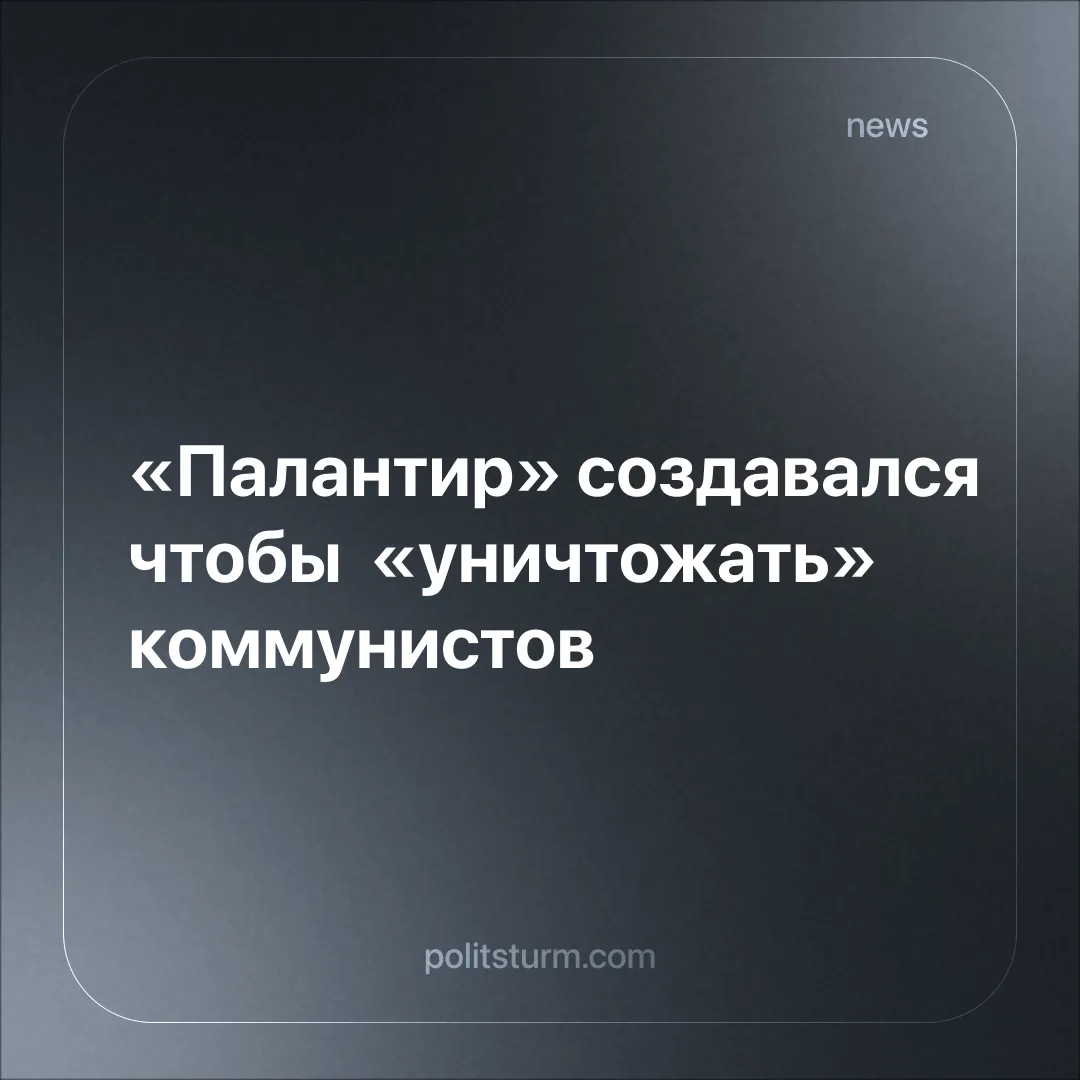 news
«Палантир» создавался
чтобы «уничтожать»
коммунистов
politsturm.com